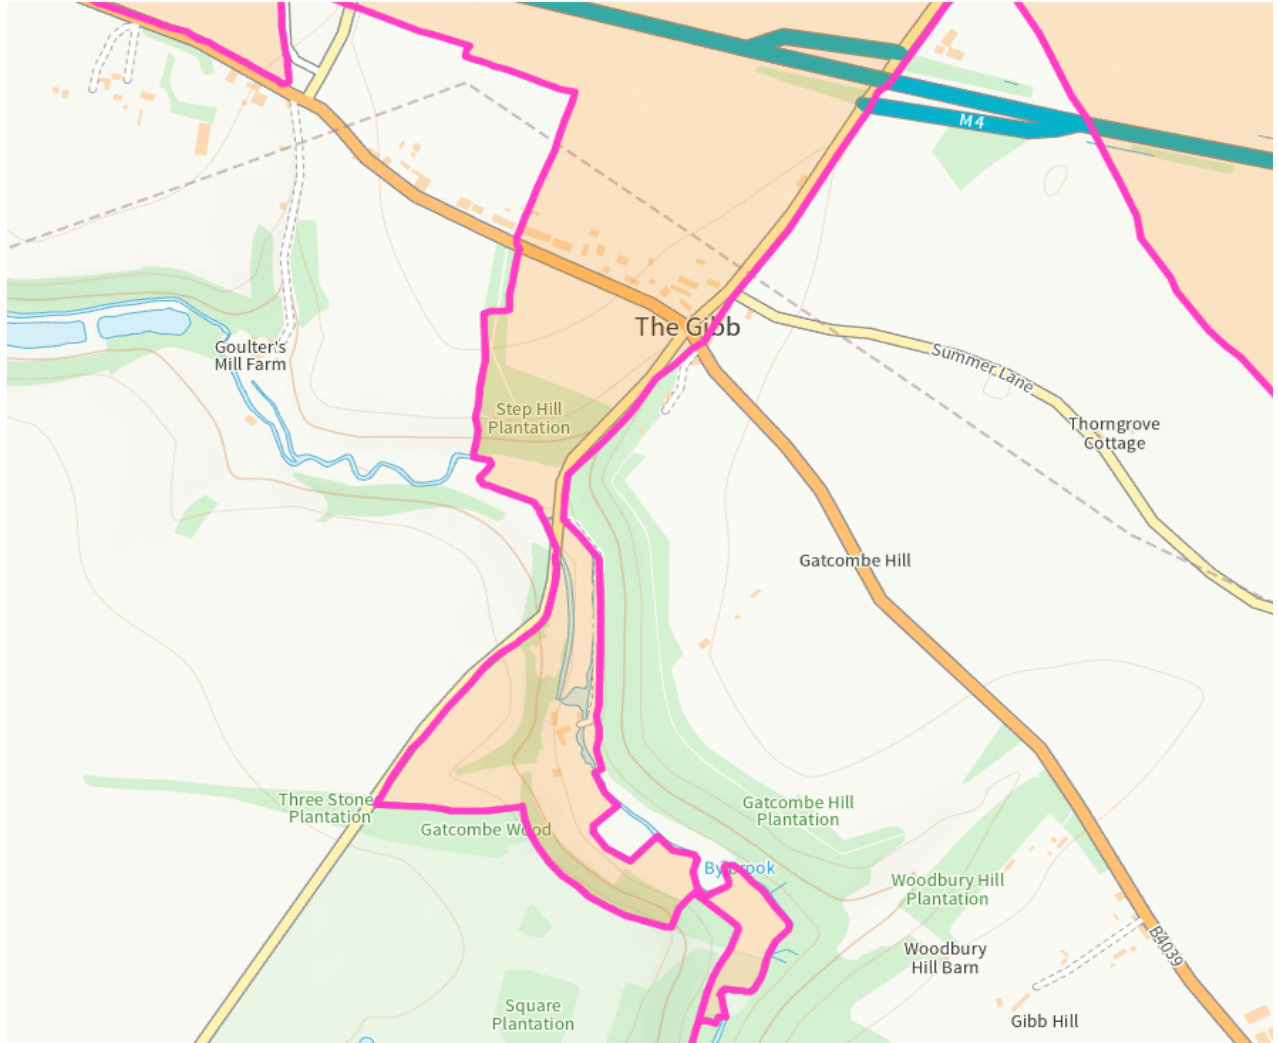 M4
The Gibb
Goulter's
Mill Farm
Summer Lane
Step Hill
Plantation
Thorngrove
Cottage
Gatcombe Hill
Three Stone
Plantation
Gatcombe Wood
Gatcombe Hill
Plantation
By Brook
Woodbury Hill
Plantation
B4039
Woodbury
Hill Barn
Square
Plantation
Gibb Hill